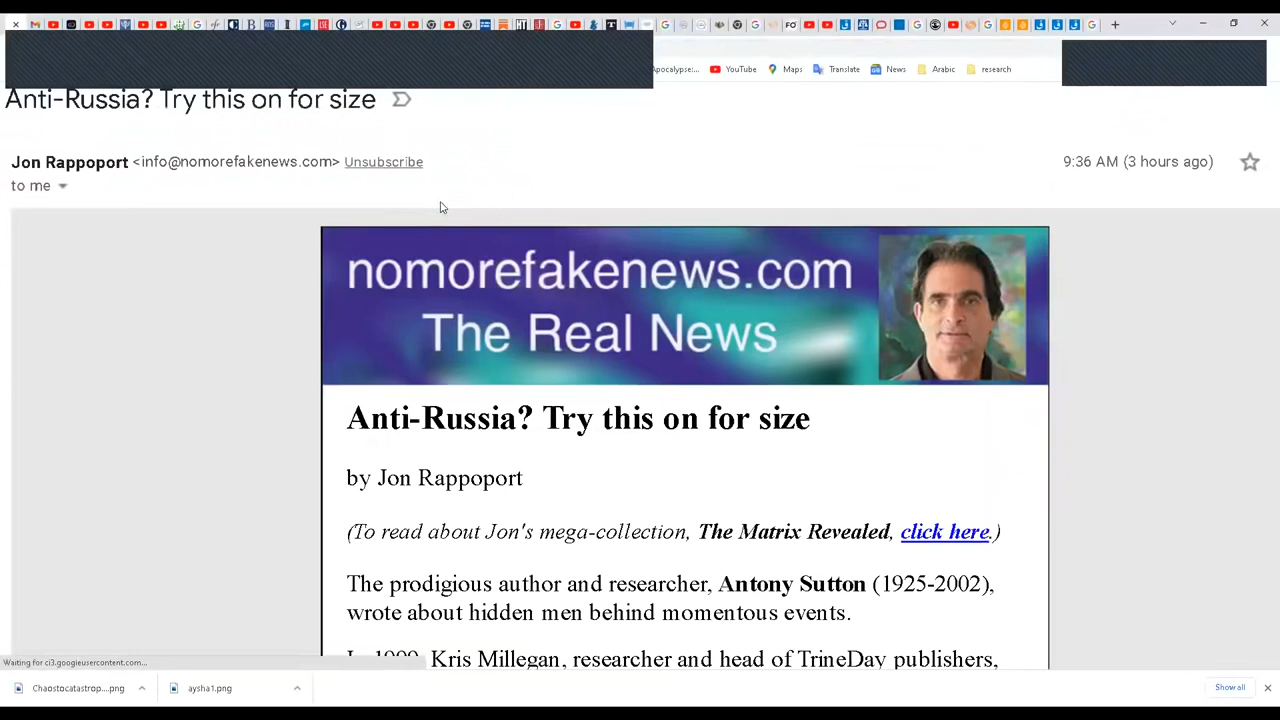 Apocalypse:...
YouTube
Maps
Translate
News
Arabic
research
Anti-Russia? Try this on for size
Jon Rappoport <info@nomorefakenews.com> Unsubscribe
9:36 AM (3 hours ago)
to me
nomorefakenews.com
The Real News
Anti-Russia? Try this on for size
by Jon Rappoport
(To read about Jon's mega-collection, The Matrix Revealed, click here.)
The prodigious author and researcher, Antony Sutton (1925-2002),
wrote about hidden men behind momentous events.
Kris Millegan, researcher and head of TrineDay publishers,
Waiting for ci3.googleusercontent.com...
Chaostocatastrop....png
aysha1.png
Show all